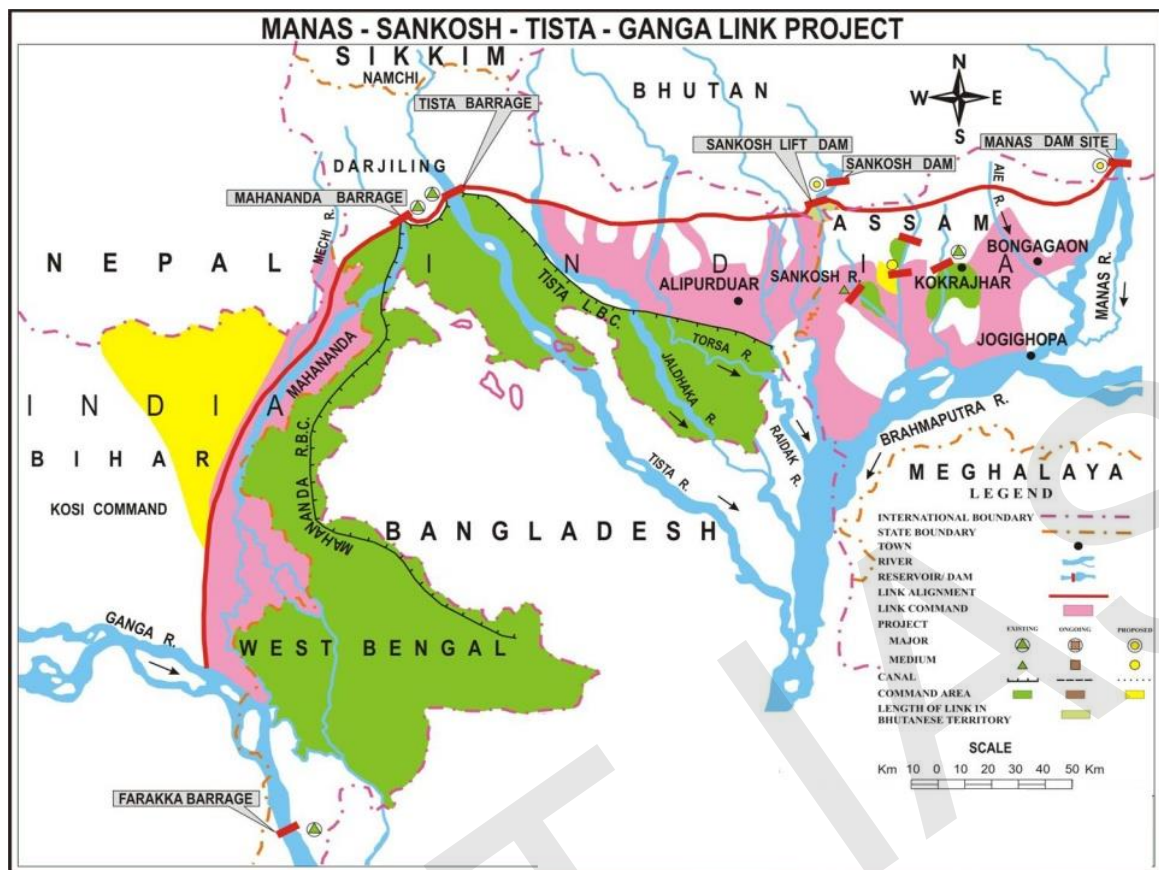 MANAS - SANKOSH - TISTA - GANGA LINK PROJECT
SIKKIM
NAMCHI
BHUTAN
N
W E
S
TISTA BARRAGE
SANKOSH LIFT DAM
MANAS DAM SITE
SANKOSH DAM
DARJILING
MAHANANDA BARRAGE
AIE R.
MECHI R.
ASSAM
NEPAL
INDIA
BONGAGAON
SANKOSH R.
KOKRAJHAR
ALIPURDUAR
MANAS R.
TISTA L.B.C.
TORSA R.
JOGIGHOPA
MAHANANDA
JALDHAKA R.
INDIA
BRAHMAPUTRA R.
BIHAR
RAIDAK R.
TISTA R.
MEGHALAYA
KOSI COMMAND
MAHANANDA R.B.C.
BANGLADESH
GANGA R.
WEST BENGAL
FARAKKA BARRAGE
LEGEND
INTERNATIONAL BOUNDARY
STATE BOUNDARY
TOWN
RIVER
RESERVOIR/ DAM
LINK ALIGNMENT
LINK COMMAND
PROJECT EXISTING ONGOING PROPOSED
MAJOR
MEDIUM
CANAL
COMMAND AREA
LENGTH OF LINK IN
BHUTANESE TERRITORY
SCALE
Km 10 0 10 20 30 40 50 Km